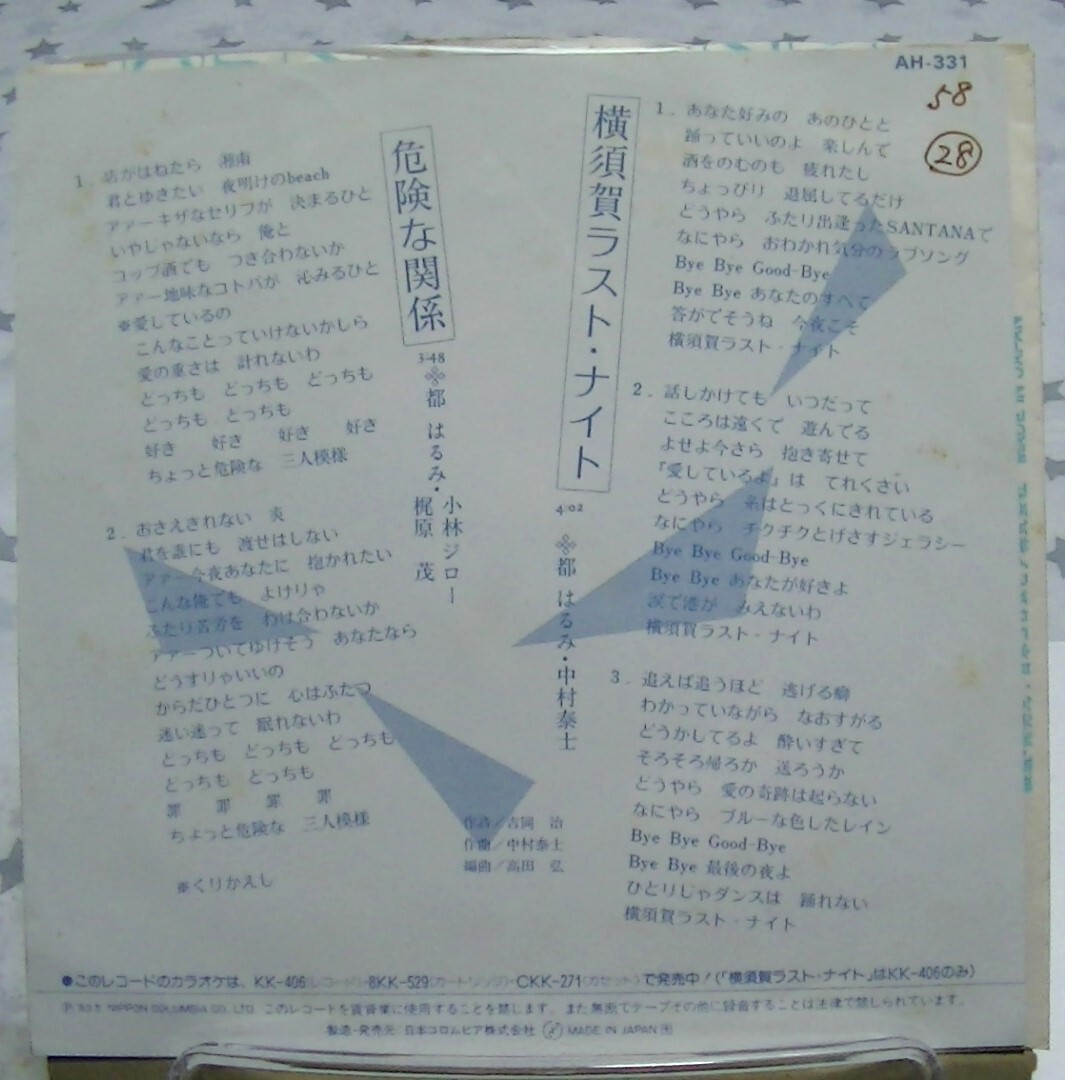 AH-331
58
28
横須賀ラスト・ナイト
4・02
※都 はるみ・中村泰士
1. あなた好みの あのひとと
踊っていいのよ 楽しんで
酒をのむのも 疲れたし
ちょっぴり 退屈してるだけ
どうやら ふたり出逢ったSANTANAで
なにやら おわかれ気分のラブソング
Bye Bye Good-Bye
Bye Bye あなたのすべて
答がでそうね 今夜こそ
横須賀ラスト・ナイト
2. 話しかけても いつだって
こころは遠くで 遊んでる
よせよ今さら 抱き寄せて
「愛しているよ」は てれくさい
どうやら 糸はとっくにきれている
なにやら チクチクとげさすジェラシー
Bye Bye Good-Bye
Bye Bye あなたが好きよ
涙で港が みえないわ
横須賀ラスト・ナイト
3. 追えば追うほど 逃げる癖
わかっていながら なおすがる
どうかしてるよ 酔いすぎて
そろそろ帰ろか 送ろうか
どうやら 愛の奇跡は起らない
なにやら ブルーな色したレイン
Bye Bye Good-Bye
Bye Bye 最後の夜よ
ひとりじゃダンスは 踊れない
横須賀ラスト・ナイト
危険な関係
3・48
※都 はるみ・
小林ジロー
梶原 茂
1 店がはねたら 湘南
君とゆきたい 夜明けのbeach
アァーキザなセリフが 決まるひと
いやじゃないなら 俺と
コップ酒でも つき合わないか
アァー地味なコトバが 沁みるひと
※愛しているの
こんなことっていけないかしら
愛の重さは 計れないわ
どっちも どっちも どっちも
どっちも どっちも
好き 好き 好き 好き
ちょっと危険な 三人模様
2. おさえきれない 炎
君を誰にも 渡せはしない
アァー今夜あなたに 抱かれたい
こんな俺でも よけりゃ
ふたり苦労を わけ合わないか
アァーついてゆけそう あなたなら
どうすりゃいいの
からだひとつに 心はふたつ
迷い迷って 眠れないわ
どっちも どっちも どっちも
どっちも どっちも
罪 罪 罪 罪
ちょっと危険な 三人模様
※くりかえし
作詩/吉岡 治
作曲/中村泰士
編曲/高田 弘
●このレコードのカラオケは、KK-406(レコード)・8KK-529(カートリッジ)・CKK-271(カセット)で発売中!(「横須賀ラスト・ナイト」はKK-406のみ)
Ⓟ '83.5 NIPPON COLUMBIA CO., LTD. このレコードを賃貸業に使用することを禁じます。また無断でテープその他に録音することは法律で禁じられています。
製造・発売元 日本コロムビア株式会社 MADE IN JAPAN